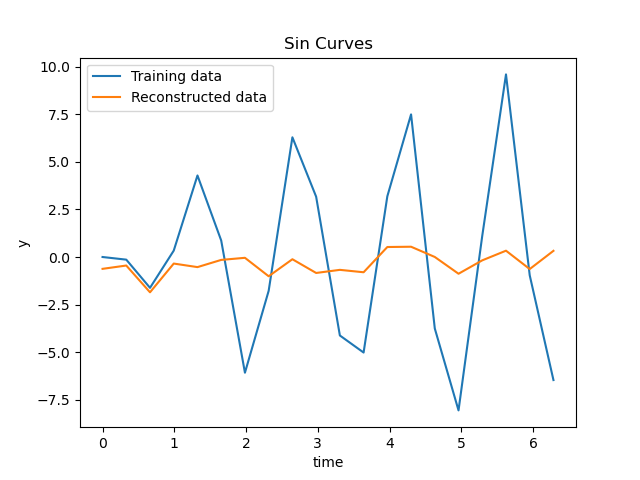 Sin Curves
Training data
Reconstructed data
10.0
7.5
5.0
2.5
0.0
−2.5
−5.0
−7.5
y
0 1 2 3 4 5 6
time